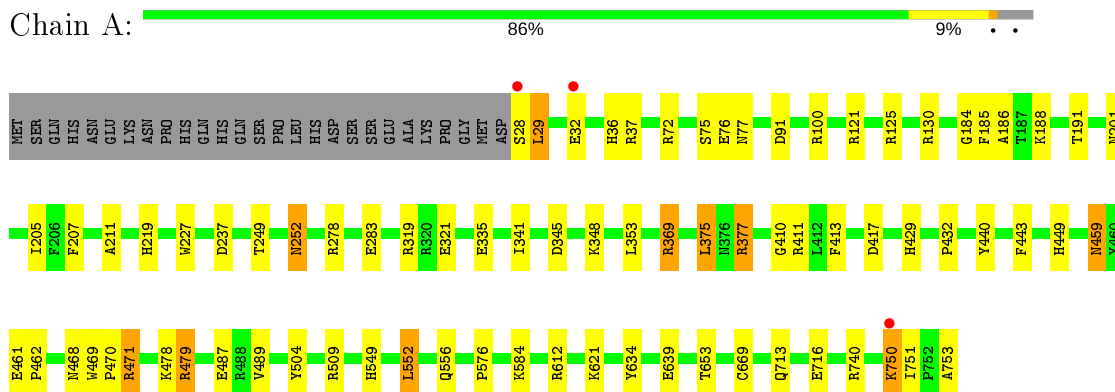 Chain A:
86% 9% . .
MET SER GLN HIS ASN GLU LYS ASN PRO HIS GLN HIS GLN SER PRO LEU HIS ASP SER SER GLU ALA LYS PRO GLY MET ASP S28 L29 E32 H36 R37 R72 S75 E76 N77 D91 R100 R121 R125 R130 G184 F185 A186 T187 K188 T191 N201
I205 F206 F207 A211 H219 W227 D237 T249 N252 R278 E283 R319 R320 E321 E335 I341 D345 K348 L353 R369 L375 N376 R377 G410 R411 L412 F413 D417 H429 P432 Y440 F443 H449 N459 Y460
E461 P462 N468 W469 P470 R471 K478 R479 E487 R488 V489 Y504 R509 H549 L552 Q556 P576 K584 R612 K621 Y634 E639 T653 C669 Q713 E716 R740 K750 I751 P752 A753